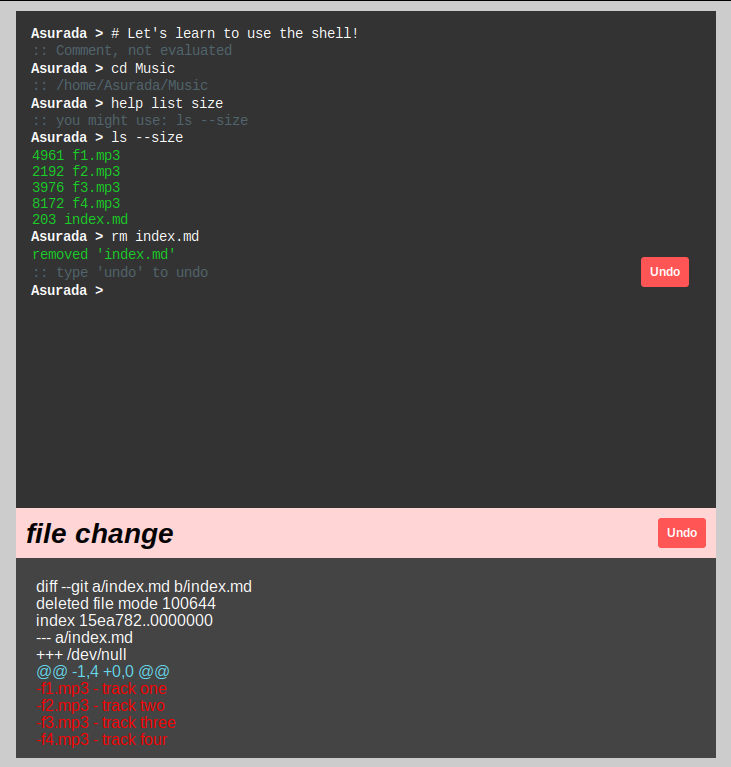 Asurada > # Let's learn to use the shell!
:: Comment, not evaluated
Asurada > cd Music
:: /home/Asurada/Music
Asurada > help list size
:: you might use: ls --size
Asurada > ls --size
4961 f1.mp3
2192 f2.mp3
3976 f3.mp3
8172 f4.mp3
203 index.md
Asurada > rm index.md
removed 'index.md'
:: type 'undo' to undo
Undo
Asurada >
file change
Undo
diff --git a/index.md b/index.md
deleted file mode 100644
index 15ea782..0000000
--- a/index.md
+++ /dev/null
@@ -1,4 +0,0 @@
-f1.mp3 - track one
-f2.mp3 - track two
-f3.mp3 - track three
-f4.mp3 - track four